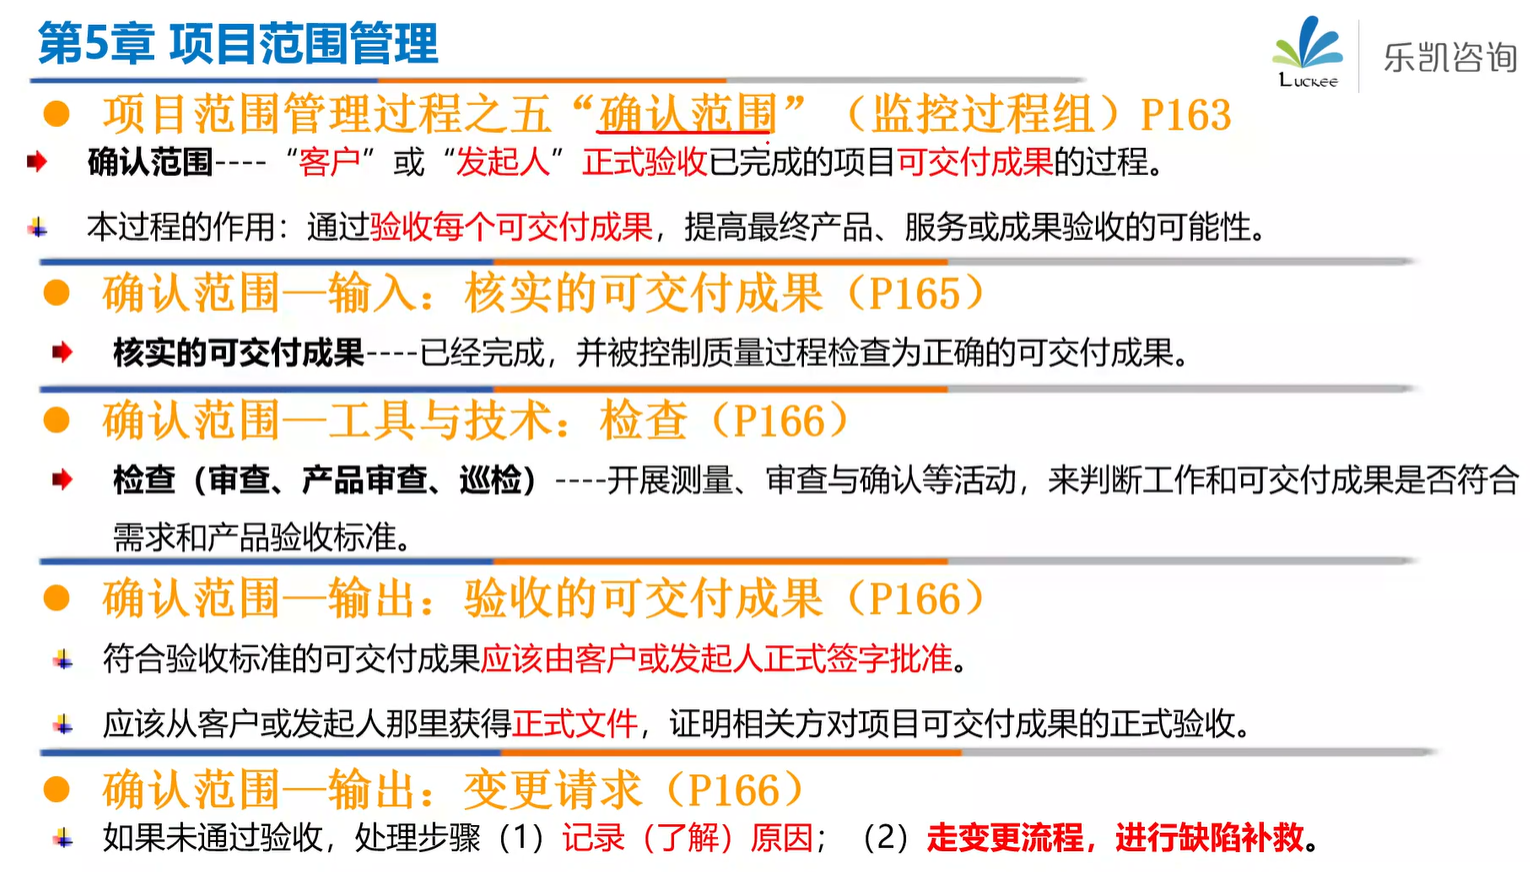 第5章 项目范围管理
LUCKEE
乐凯咨询
项目范围管理过程之五“确认范围”（监控过程组）P163
确认范围----“客户”或“发起人”正式验收已完成的项目可交付成果的过程。
本过程的作用：通过验收每个可交付成果，提高最终产品、服务或成果验收的可能性。
确认范围—输入：核实的可交付成果（P165）
核实的可交付成果----已经完成，并被控制质量过程检查为正确的可交付成果。
确认范围—工具与技术：检查（P166）
检查（审查、产品审查、巡检）----开展测量、审查与确认等活动，来判断工作和可交付成果是否符合
需求和产品验收标准。
确认范围—输出：验收的可交付成果（P166）
符合验收标准的可交付成果应该由客户或发起人正式签字批准。
应该从客户或发起人那里获得正式文件，证明相关方对项目可交付成果的正式验收。
确认范围—输出：变更请求（P166）
如果未通过验收，处理步骤（1）记录（了解）原因；（2）走变更流程，进行缺陷补救。